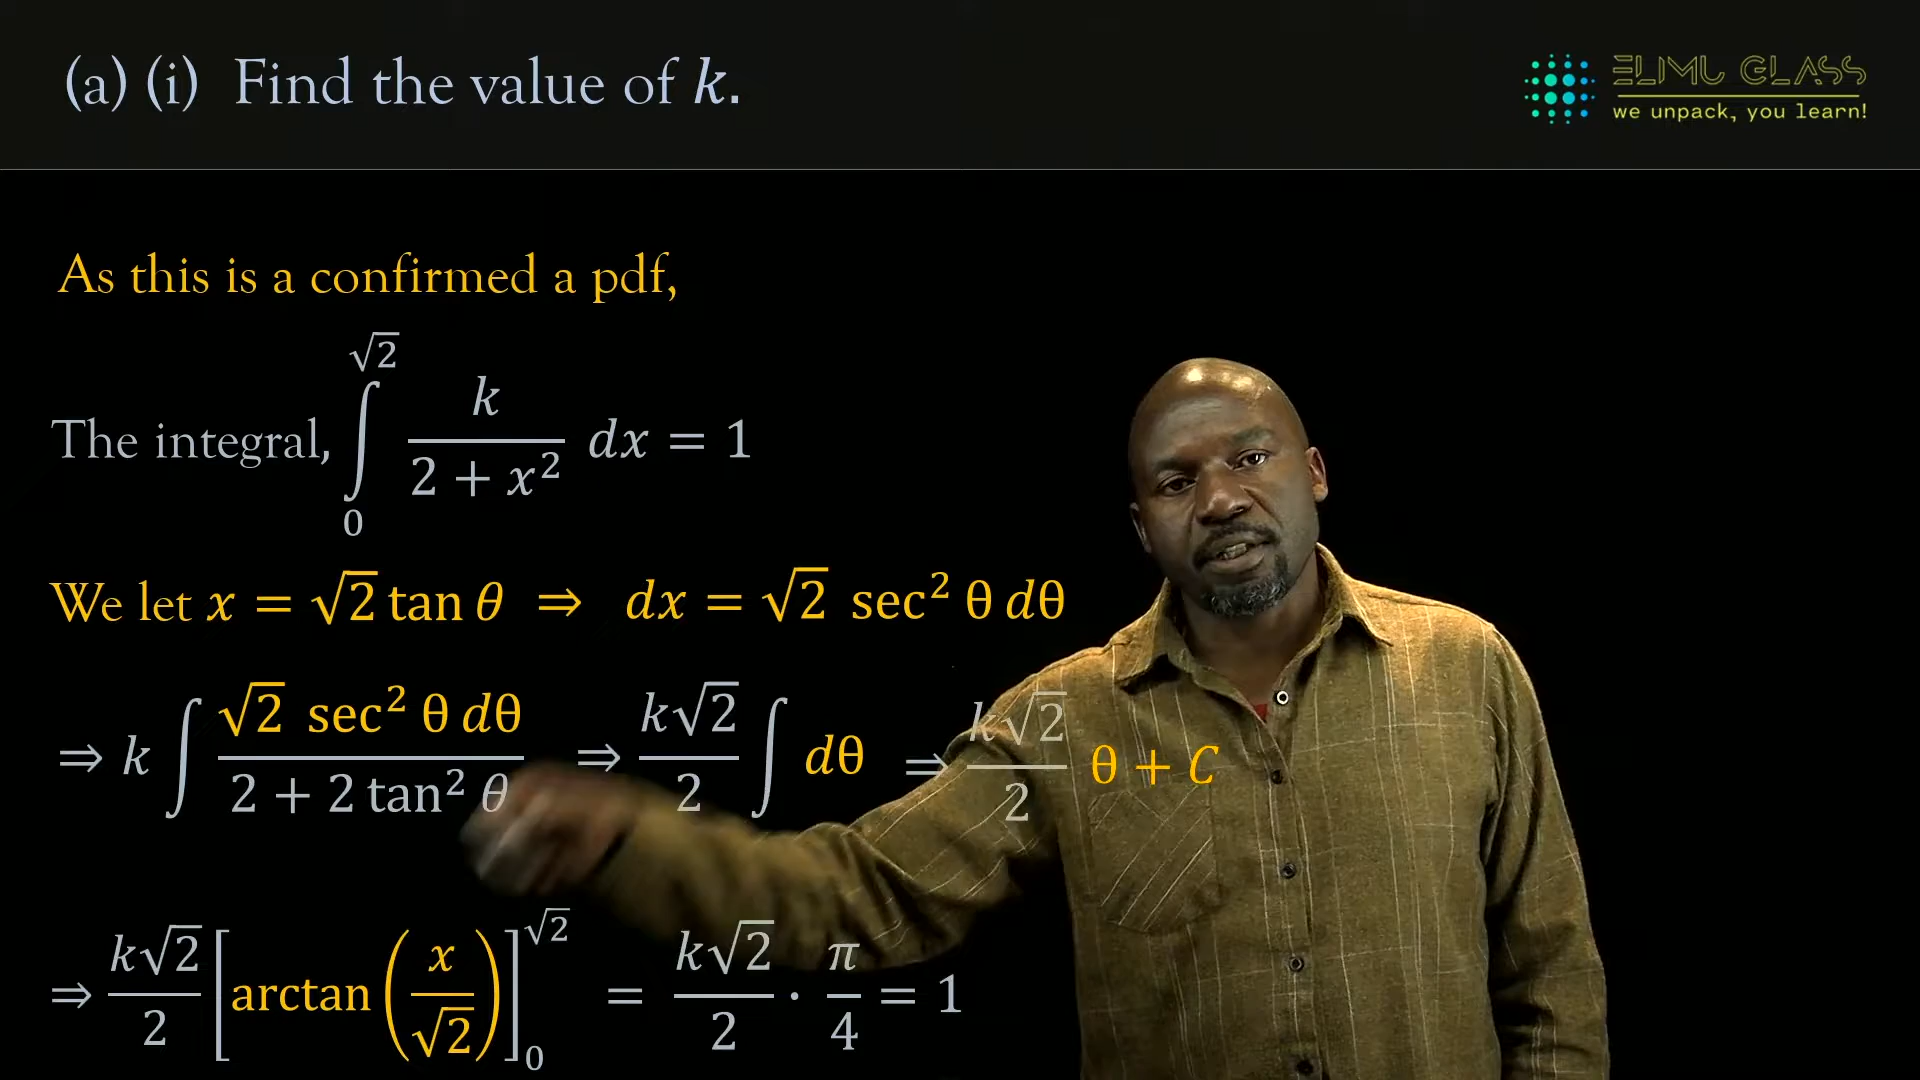 (a) (i) Find the value of k.
ELIMU GLASS
we unpack, you learn!
As this is a confirmed a pdf,
The integral, ∫₀^√2 k/(2 + x²) dx = 1
We let x = √2 tan θ ⇒ dx = √2 sec² θ dθ
⇒ k ∫ (√2 sec² θ dθ)/(2 + 2 tan² θ) ⇒ k√2/2 ∫ dθ ⇒ k√2/2 θ + C
⇒ k√2/2 [arctan (x/√2)]₀^√2 = k√2/2 · π/4 = 1